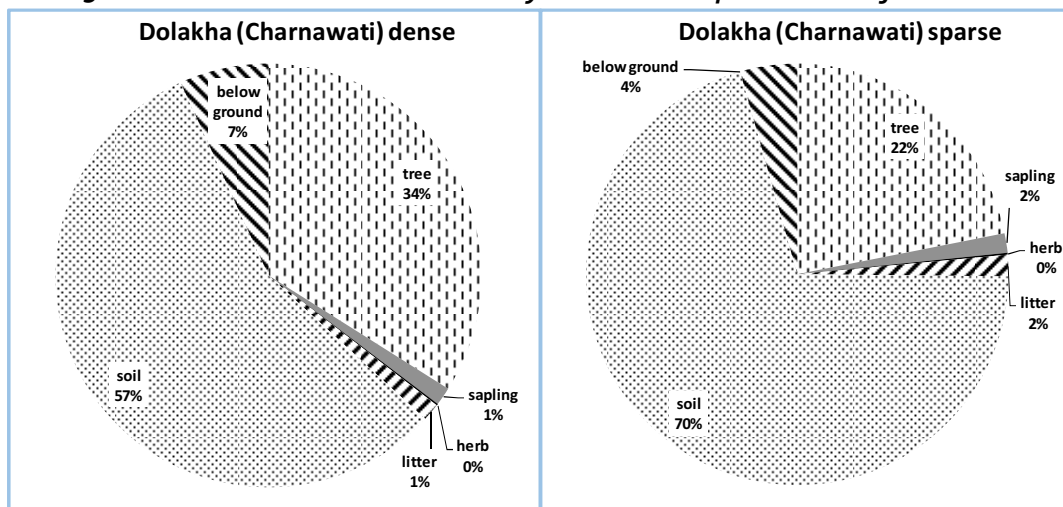 Dolakha (Charnawati) dense
below
ground
7%
tree
34%
sapling
1%
herb
0%
litter
1%
soil
57%
Dolakha (Charnawati) sparse
below ground
4%
tree
22%
sapling
2%
herb
0%
litter
2%
soil
70%